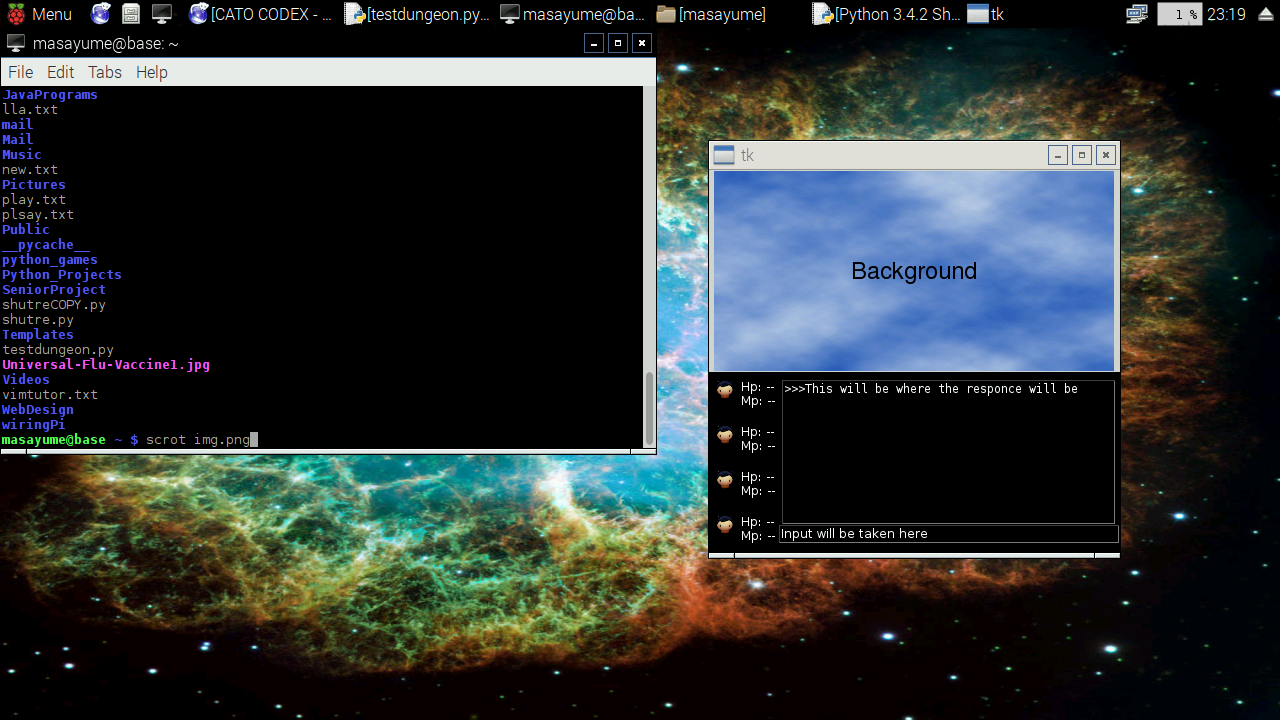 Menu
[CATO CODEX - ...
[testdungeon.py...
masayume@ba...
[masayume]
[Python 3.4.2 Sh...
tk
1 %
23:19
masayume@base: ~
File Edit Tabs Help
JavaPrograms
lla.txt
mail
Mail
Music
new.txt
Pictures
play.txt
plsay.txt
Public
__pycache__
python_games
Python_Projects
SeniorProject
shutreCOPY.py
shutre.py
Templates
testdungeon.py
Universal-Flu-Vaccine1.jpg
Videos
vimtutor.txt
WebDesign
wiringPi
masayume@base ~ $ scrot img.png
tk
Background
Hp: --
Mp: --
>>>This will be where the responce will be
Hp: --
Mp: --
Hp: --
Mp: --
Hp: --
Mp: --
Input will be taken here